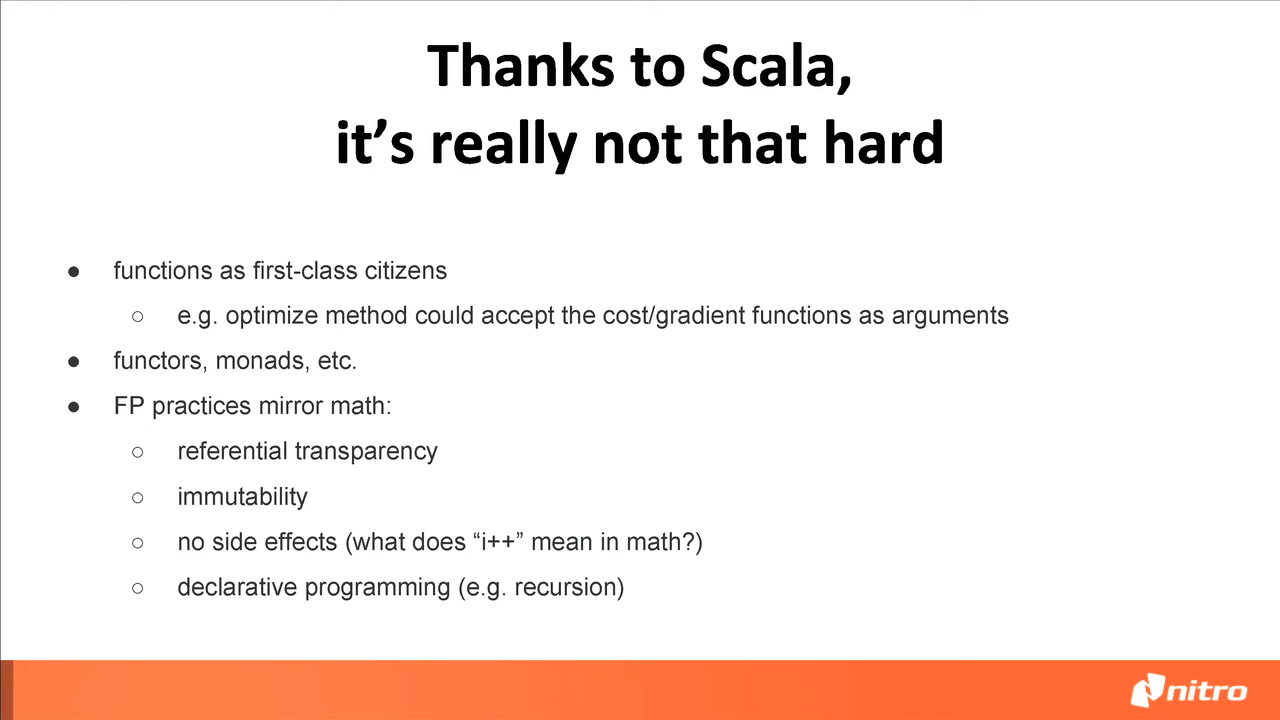 Thanks to Scala,
it’s really not that hard
● functions as first-class citizens
○ e.g. optimize method could accept the cost/gradient functions as arguments
● functors, monads, etc.
● FP practices mirror math:
○ referential transparency
○ immutability
○ no side effects (what does “i++” mean in math?)
○ declarative programming (e.g. recursion)
nitro